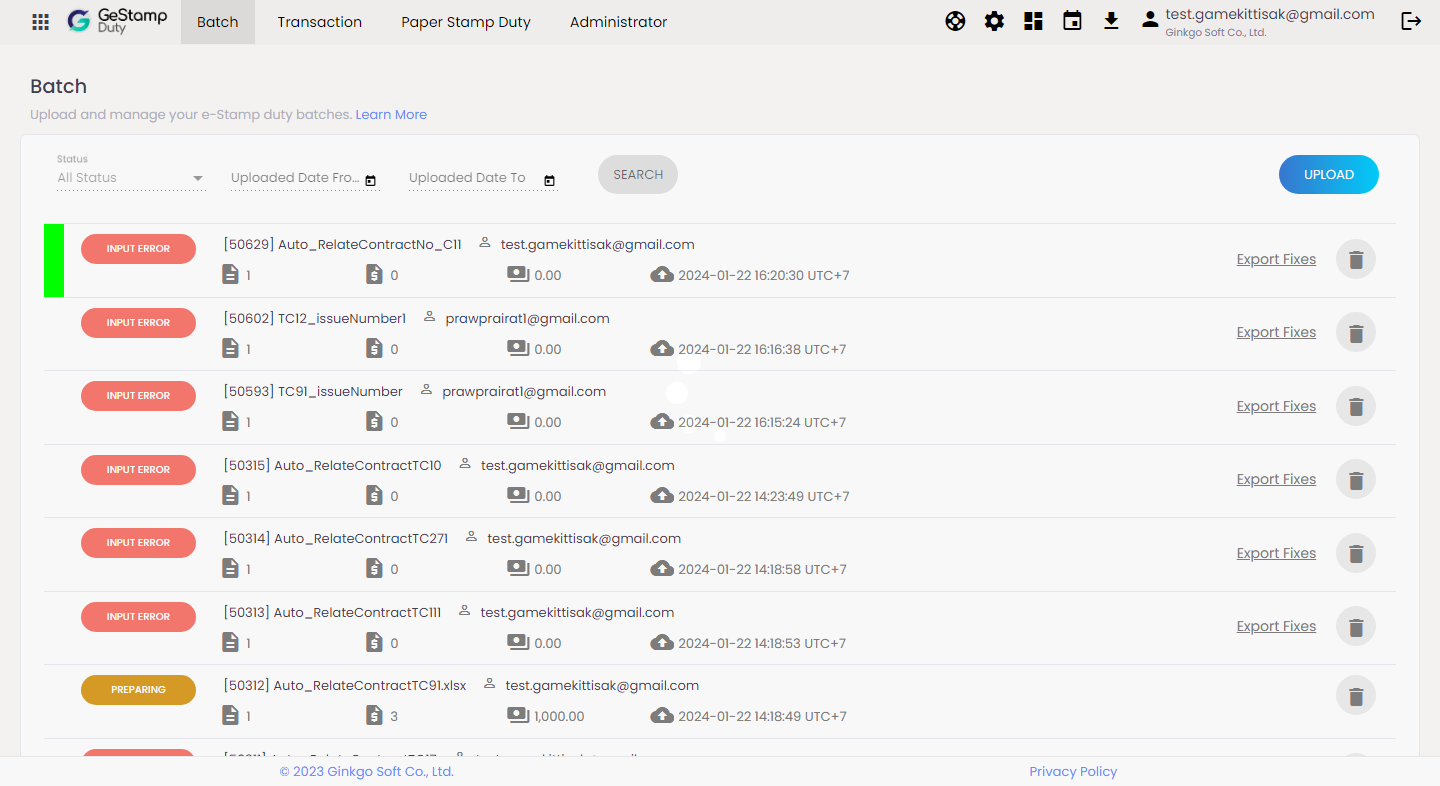 GeStamp Duty
Batch
Transaction
Paper Stamp Duty
Administrator
test.gamekittisak@gmail.com
Ginkgo Soft Co., Ltd.
Batch
Upload and manage your e-Stamp duty batches. Learn More
Status
All Status
Uploaded Date Fro...
Uploaded Date To
SEARCH
UPLOAD
INPUT ERROR
[50629] Auto_RelateContractNo_C11 test.gamekittisak@gmail.com
1 0 0.00 2024-01-22 16:20:30 UTC+7
Export Fixes
INPUT ERROR
[50602] TC12_issueNumber1 prawprairat1@gmail.com
1 0 0.00 2024-01-22 16:16:38 UTC+7
Export Fixes
INPUT ERROR
[50593] TC91_issueNumber prawprairat1@gmail.com
1 0 0.00 2024-01-22 16:15:24 UTC+7
Export Fixes
INPUT ERROR
[50315] Auto_RelateContractTC10 test.gamekittisak@gmail.com
1 0 0.00 2024-01-22 14:23:49 UTC+7
Export Fixes
INPUT ERROR
[50314] Auto_RelateContractTC271 test.gamekittisak@gmail.com
1 0 0.00 2024-01-22 14:18:58 UTC+7
Export Fixes
INPUT ERROR
[50313] Auto_RelateContractTC111 test.gamekittisak@gmail.com
1 0 0.00 2024-01-22 14:18:53 UTC+7
Export Fixes
PREPARING
[50312] Auto_RelateContractTC91.xlsx test.gamekittisak@gmail.com
1 3 1,000.00 2024-01-22 14:18:49 UTC+7
© 2023 Ginkgo Soft Co., Ltd.
Privacy Policy